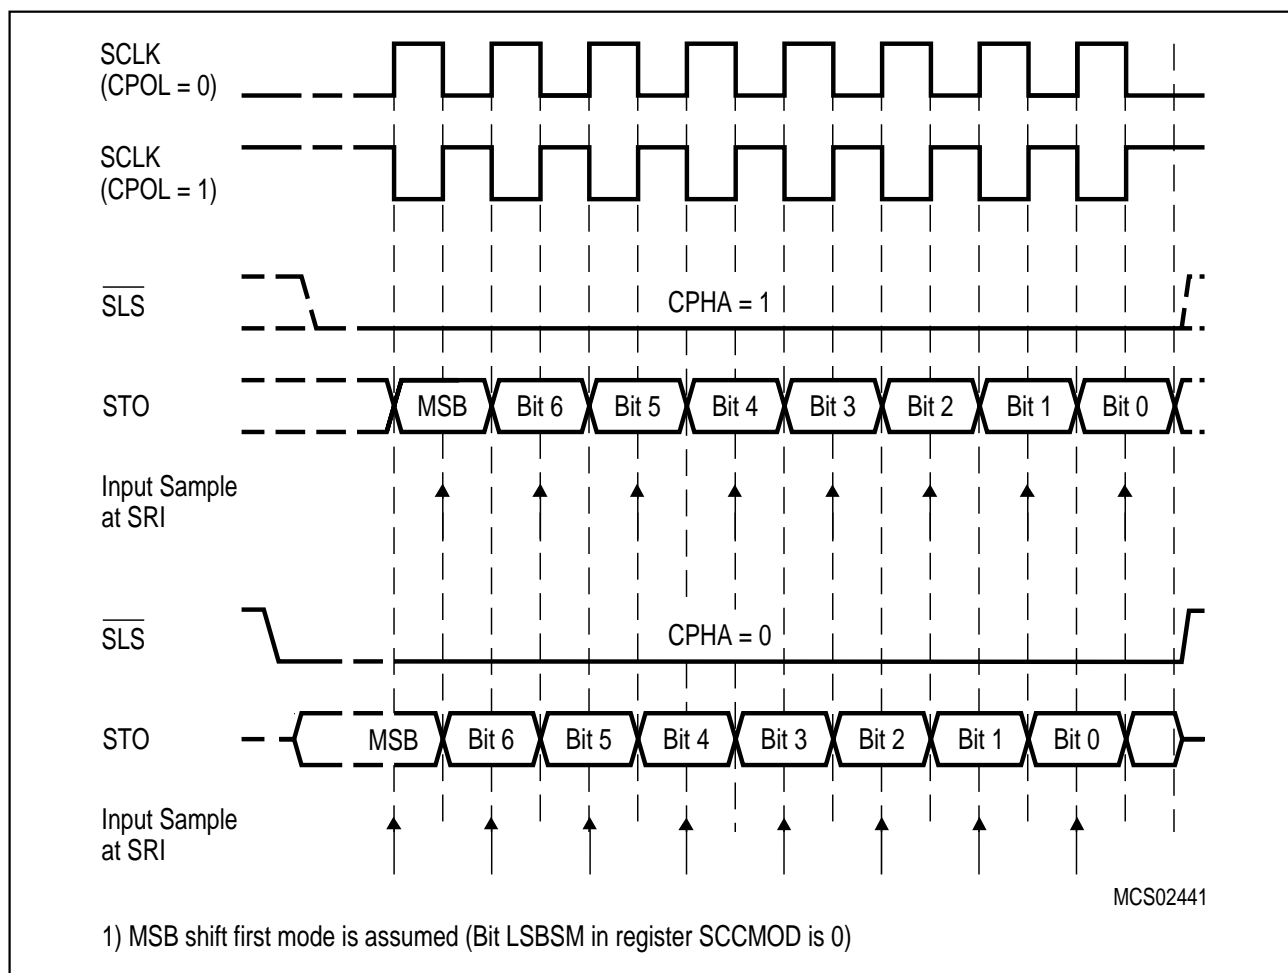 SCLK
(CPOL = 0)
SCLK
(CPOL = 1)
SLS
CPHA = 1
STO
MSB Bit 6 Bit 5 Bit 4 Bit 3 Bit 2 Bit 1 Bit 0
Input Sample
at SRI
SLS
CPHA = 0
STO
MSB Bit 6 Bit 5 Bit 4 Bit 3 Bit 2 Bit 1 Bit 0
Input Sample
at SRI
MCS02441
1) MSB shift first mode is assumed (Bit LSBSM in register SCCMOD is 0)